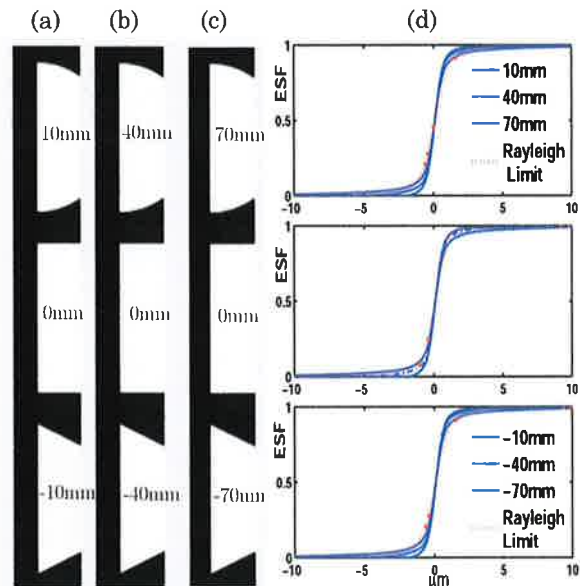 (a) (b) (c) (d)
10mm 40mm 70mm
0mm 0mm 0mm
-10mm -40mm -70mm
ESF
1
0.5
0
-10 -5 0 5 10
10mm
40mm
70mm
Rayleigh
Limit
ESF
1
0.5
0
-10 -5 0 5 10
ESF
1
0.5
0
-10 -5 0 5 10
μm
-10mm
-40mm
-70mm
Rayleigh
Limit